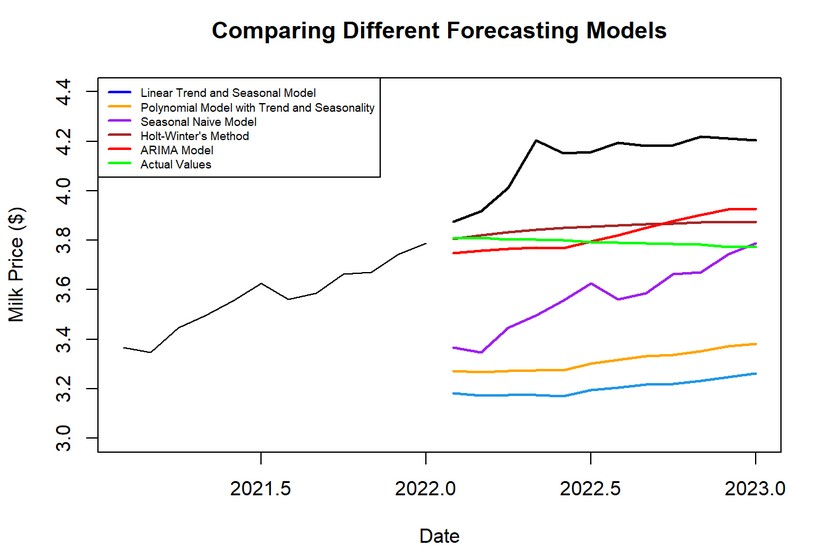 Comparing Different Forecasting Models
Linear Trend and Seasonal Model
Polynomial Model with Trend and Seasonality
Seasonal Naive Model
Holt-Winter's Method
ARIMA Model
Actual Values
Milk Price ($)
4.4
4.2
4.0
3.8
3.6
3.4
3.2
3.0
2021.5 2022.0 2022.5 2023.0
Date